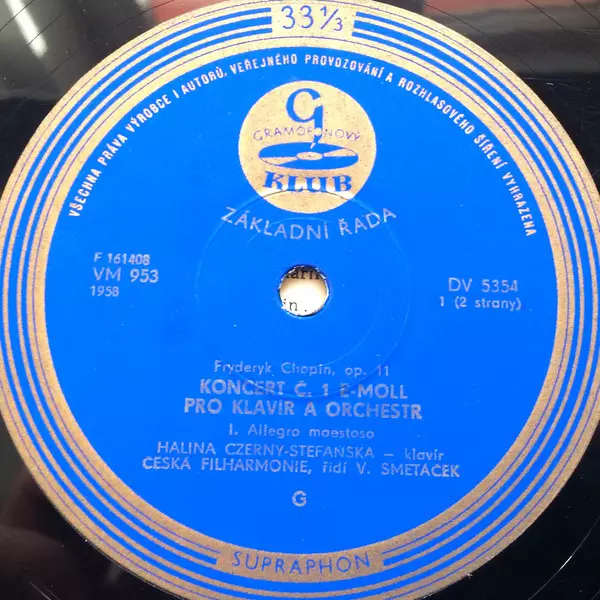 33 1/3
VŠECHNA PRÁVA VÝROBCE I AUTORŮ, VEŘEJNÉHO PROVOZOVÁNÍ A ROZHLASOVÉHO ŠÍŘENÍ VYHRAZENA
G
GRAMOFONOVÝ
KLUB
ZÁKLADNÍ ŘADA
F 161408
VM 953
1958
DV 5354
1 (2 strany)
Fryderyk Chopin, op. 11
KONCERT Č. 1 E-MOLL
PRO KLAVÍR A ORCHESTR
I. Allegro maestoso
HALINA CZERNY-STEFAŃSKA – klavír
ČESKÁ FILHARMONIE, řídí V. SMETÁČEK
G
SUPRAPHON